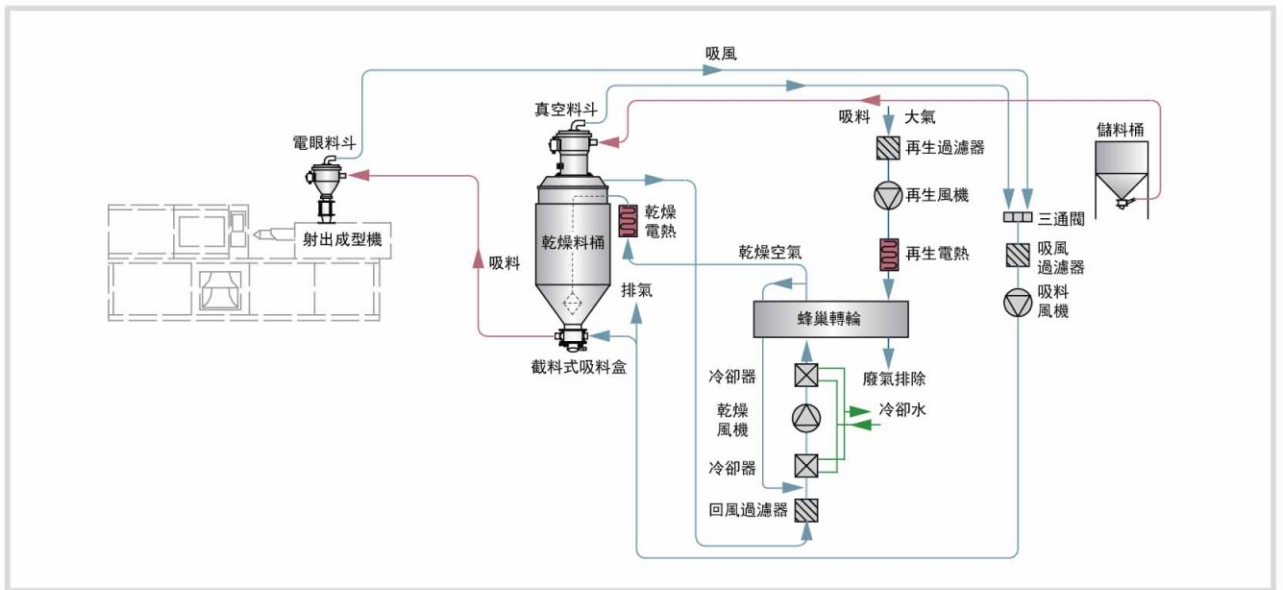 吸風
真空料斗
吸料
大氣
儲料桶
電眼料斗
再生過濾器
再生風機
三通閥
射出成型機
乾燥料桶
乾燥
電熱
乾燥空氣
再生電熱
吸風
過濾器
吸料
排氣
吸料
風機
蜂巢轉輪
截料式吸料盒
冷卻器
廢氣排除
乾燥
風機
冷卻水
冷卻器
回風過濾器